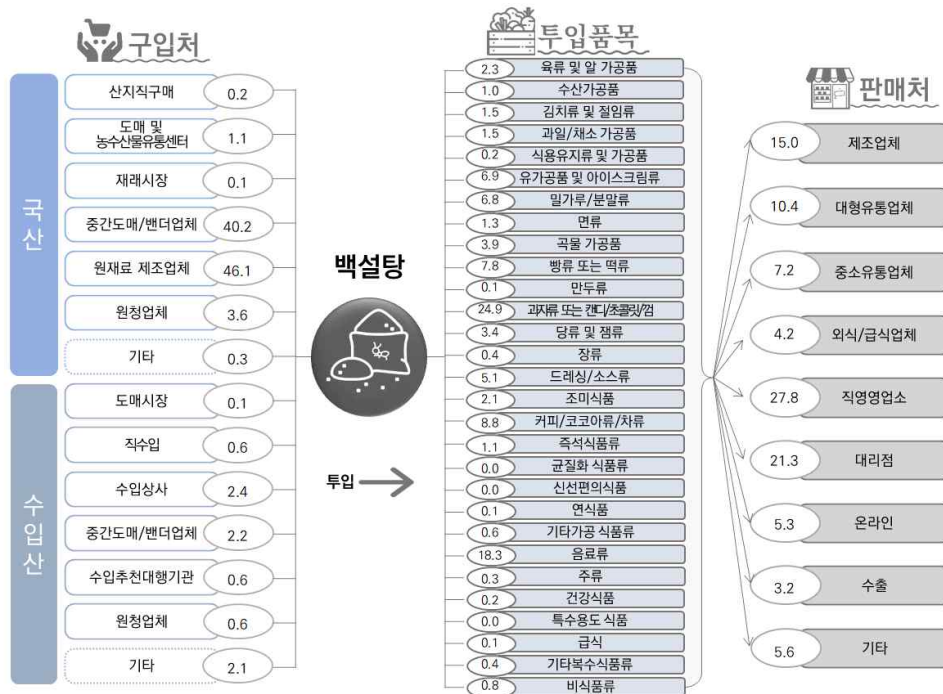 구입처
국산
산지직구매 0.2
도매 및
농수산물유통센터 1.1
재래시장 0.1
중간도매/밴더업체 40.2
원재료 제조업체 46.1
원청업체 3.6
기타 0.3
수입산
도매시장 0.1
직수입 0.6
수입상사 2.4
중간도매/밴더업체 2.2
수입추천대행기관 0.6
원청업체 0.6
기타 2.1
백설탕
투입
투입품목
2.3 육류 및 알 가공품
1.0 수산가공품
1.5 김치류 및 절임류
1.5 과일/채소 가공품
0.2 식용유지류 및 가공품
6.9 유가공품 및 아이스크림류
6.8 밀가루/분말류
1.3 면류
3.9 곡물 가공품
7.8 빵류 또는 떡류
0.1 만두류
24.9 과자류 또는 캔디/초콜릿/껌
3.4 당류 및 잼류
0.4 장류
5.1 드레싱/소스류
2.1 조미식품
8.8 커피/코코아류/차류
1.1 즉석식품류
0.0 균질화 식품류
0.0 신선편의식품
0.1 연식품
0.6 기타가공 식품류
18.3 음료류
0.3 주류
0.2 건강식품
0.0 특수용도 식품
0.1 급식
0.4 기타복수식품류
0.8 비식품류
판매처
15.0 제조업체
10.4 대형유통업체
7.2 중소유통업체
4.2 외식/급식업체
27.8 직영영업소
21.3 대리점
5.3 온라인
3.2 수출
5.6 기타